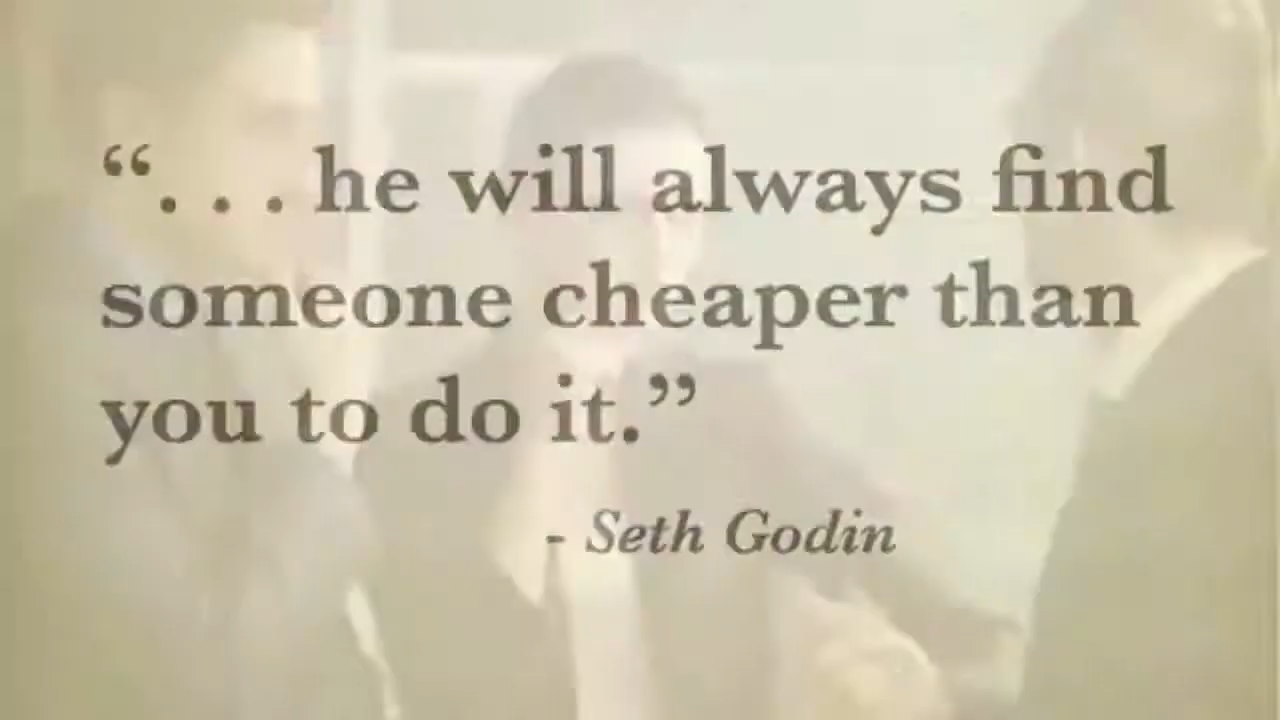 “. . . he will always find
someone cheaper than
you to do it.”
- Seth Godin